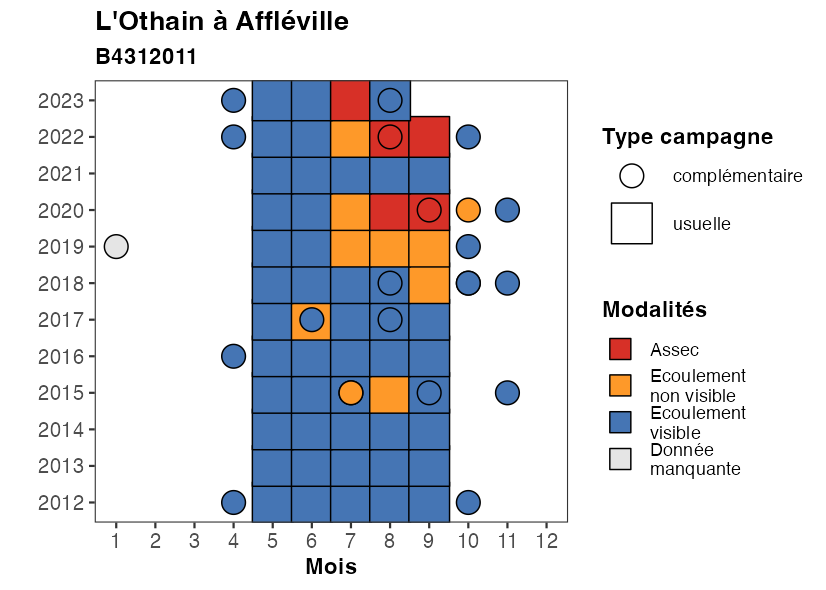 L'Othain à Affléville
B4312011
2023
2022
2021
2020
2019
2018
2017
2016
2015
2014
2013
2012
1 2 3 4 5 6 7 8 9 10 11 12
Mois
Type campagne
complémentaire
usuelle
Modalités
Assec
Ecoulement
non visible
Ecoulement
visible
Donnée
manquante